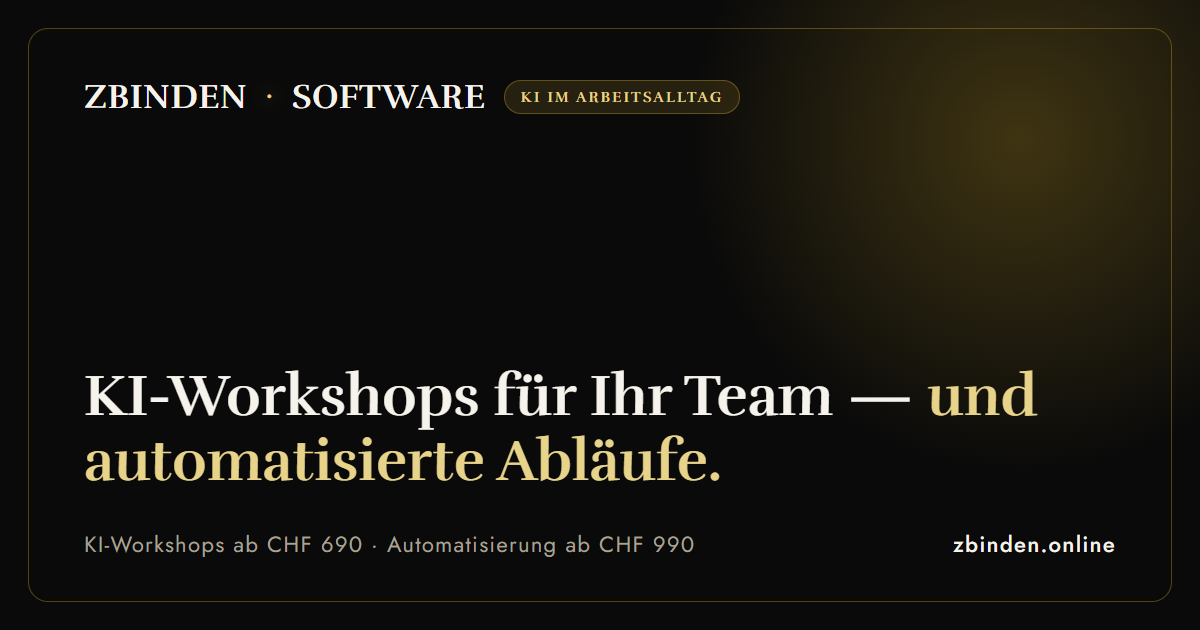 ZBINDEN · SOFTWARE KI IM ARBEITSALLTAG
KI-Workshops für Ihr Team — und
automatisierte Abläufe.
KI-Workshops ab CHF 690 · Automatisierung ab CHF 990 zbinden.online